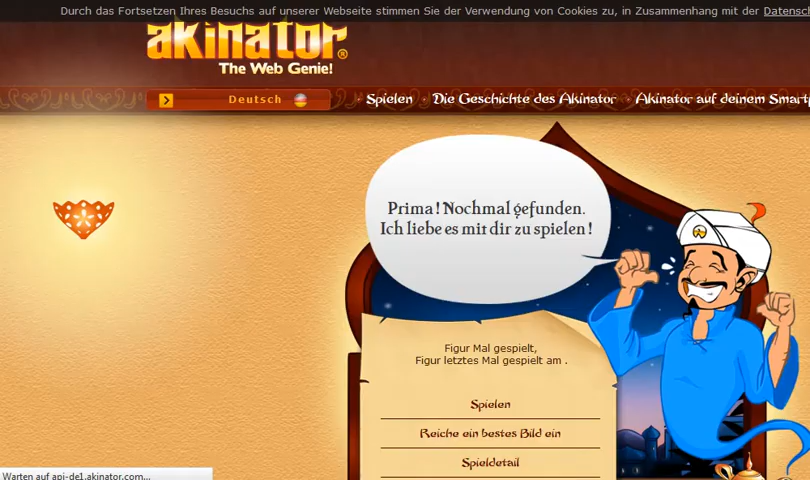 Durch das Fortsetzen Ihres Besuchs auf unserer Webseite stimmen Sie der Verwendung von Cookies zu, in Zusammenhang mit der Datensch
akinator®
The Web Genie!
Deutsch
· Spielen · Die Geschichte des Akinator · Akinator auf deinem Smartp
Prima! Nochmal gefunden.
Ich liebe es mit dir zu spielen!
Figur Mal gespielt,
Figur letztes Mal gespielt am .
Spielen
Reiche ein bestes Bild ein
Spieldetail
Warten auf api-de1.akinator.com...